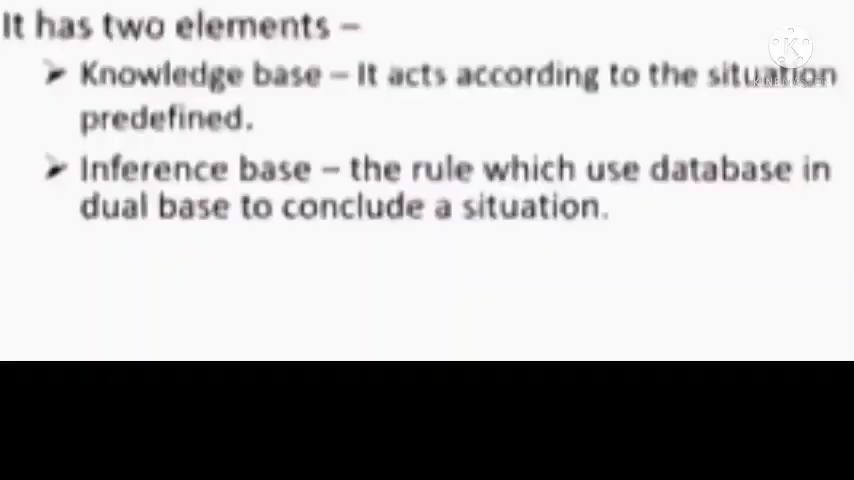 It has two elements –
➢ Knowledge base – It acts according to the situation
predefined.
➢ Inference base – the rule which use database in
dual base to conclude a situation.